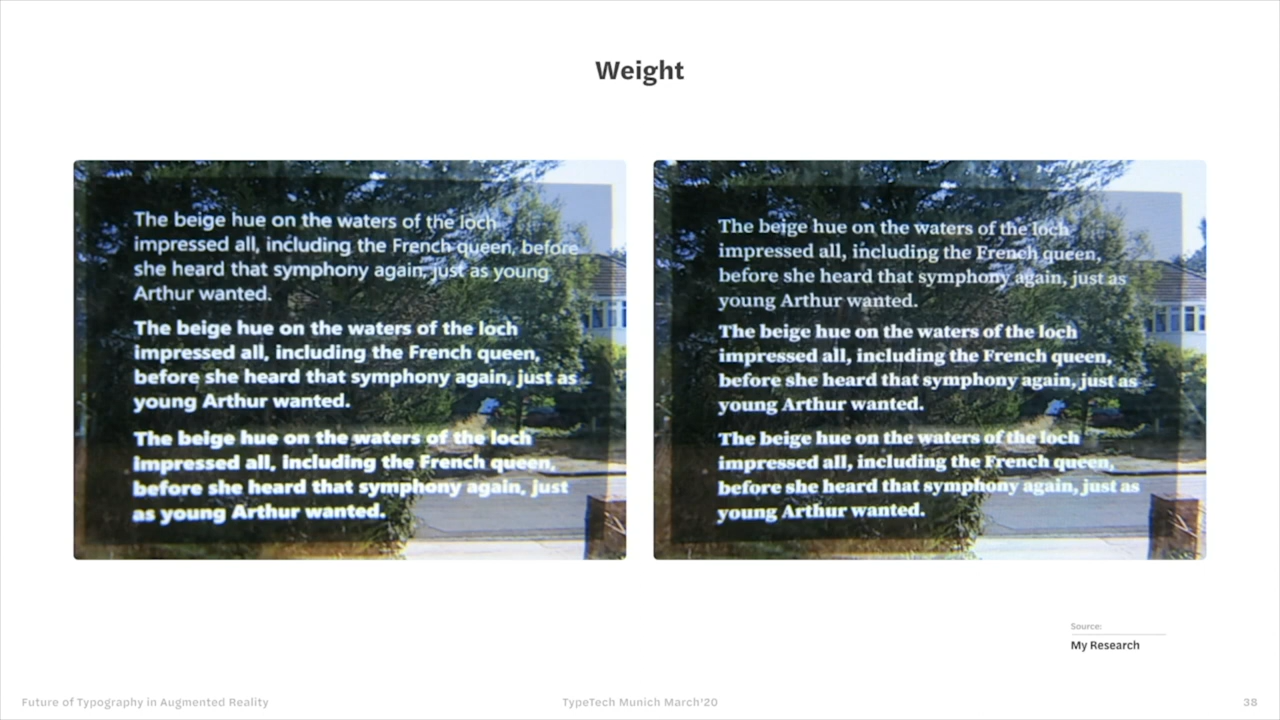 Weight
The beige hue on the waters of the loch
impressed all, including the French queen, before
she heard that symphony again, just as young
Arthur wanted.
The beige hue on the waters of the loch
impressed all, including the French queen,
before she heard that symphony again, just as
young Arthur wanted.
The beige hue on the waters of the loch
impressed all, including the French queen,
before she heard that symphony again, just
as young Arthur wanted.
The beige hue on the waters of the loch
impressed all, including the French queen,
before she heard that symphony again, just as
young Arthur wanted.
The beige hue on the waters of the loch
impressed all, including the French queen,
before she heard that symphony again, just as
young Arthur wanted.
The beige hue on the waters of the loch
impressed all, including the French queen,
before she heard that symphony again, just as
young Arthur wanted.
Source:
My Research
Future of Typography in Augmented Reality
TypeTech Munich March'20
38